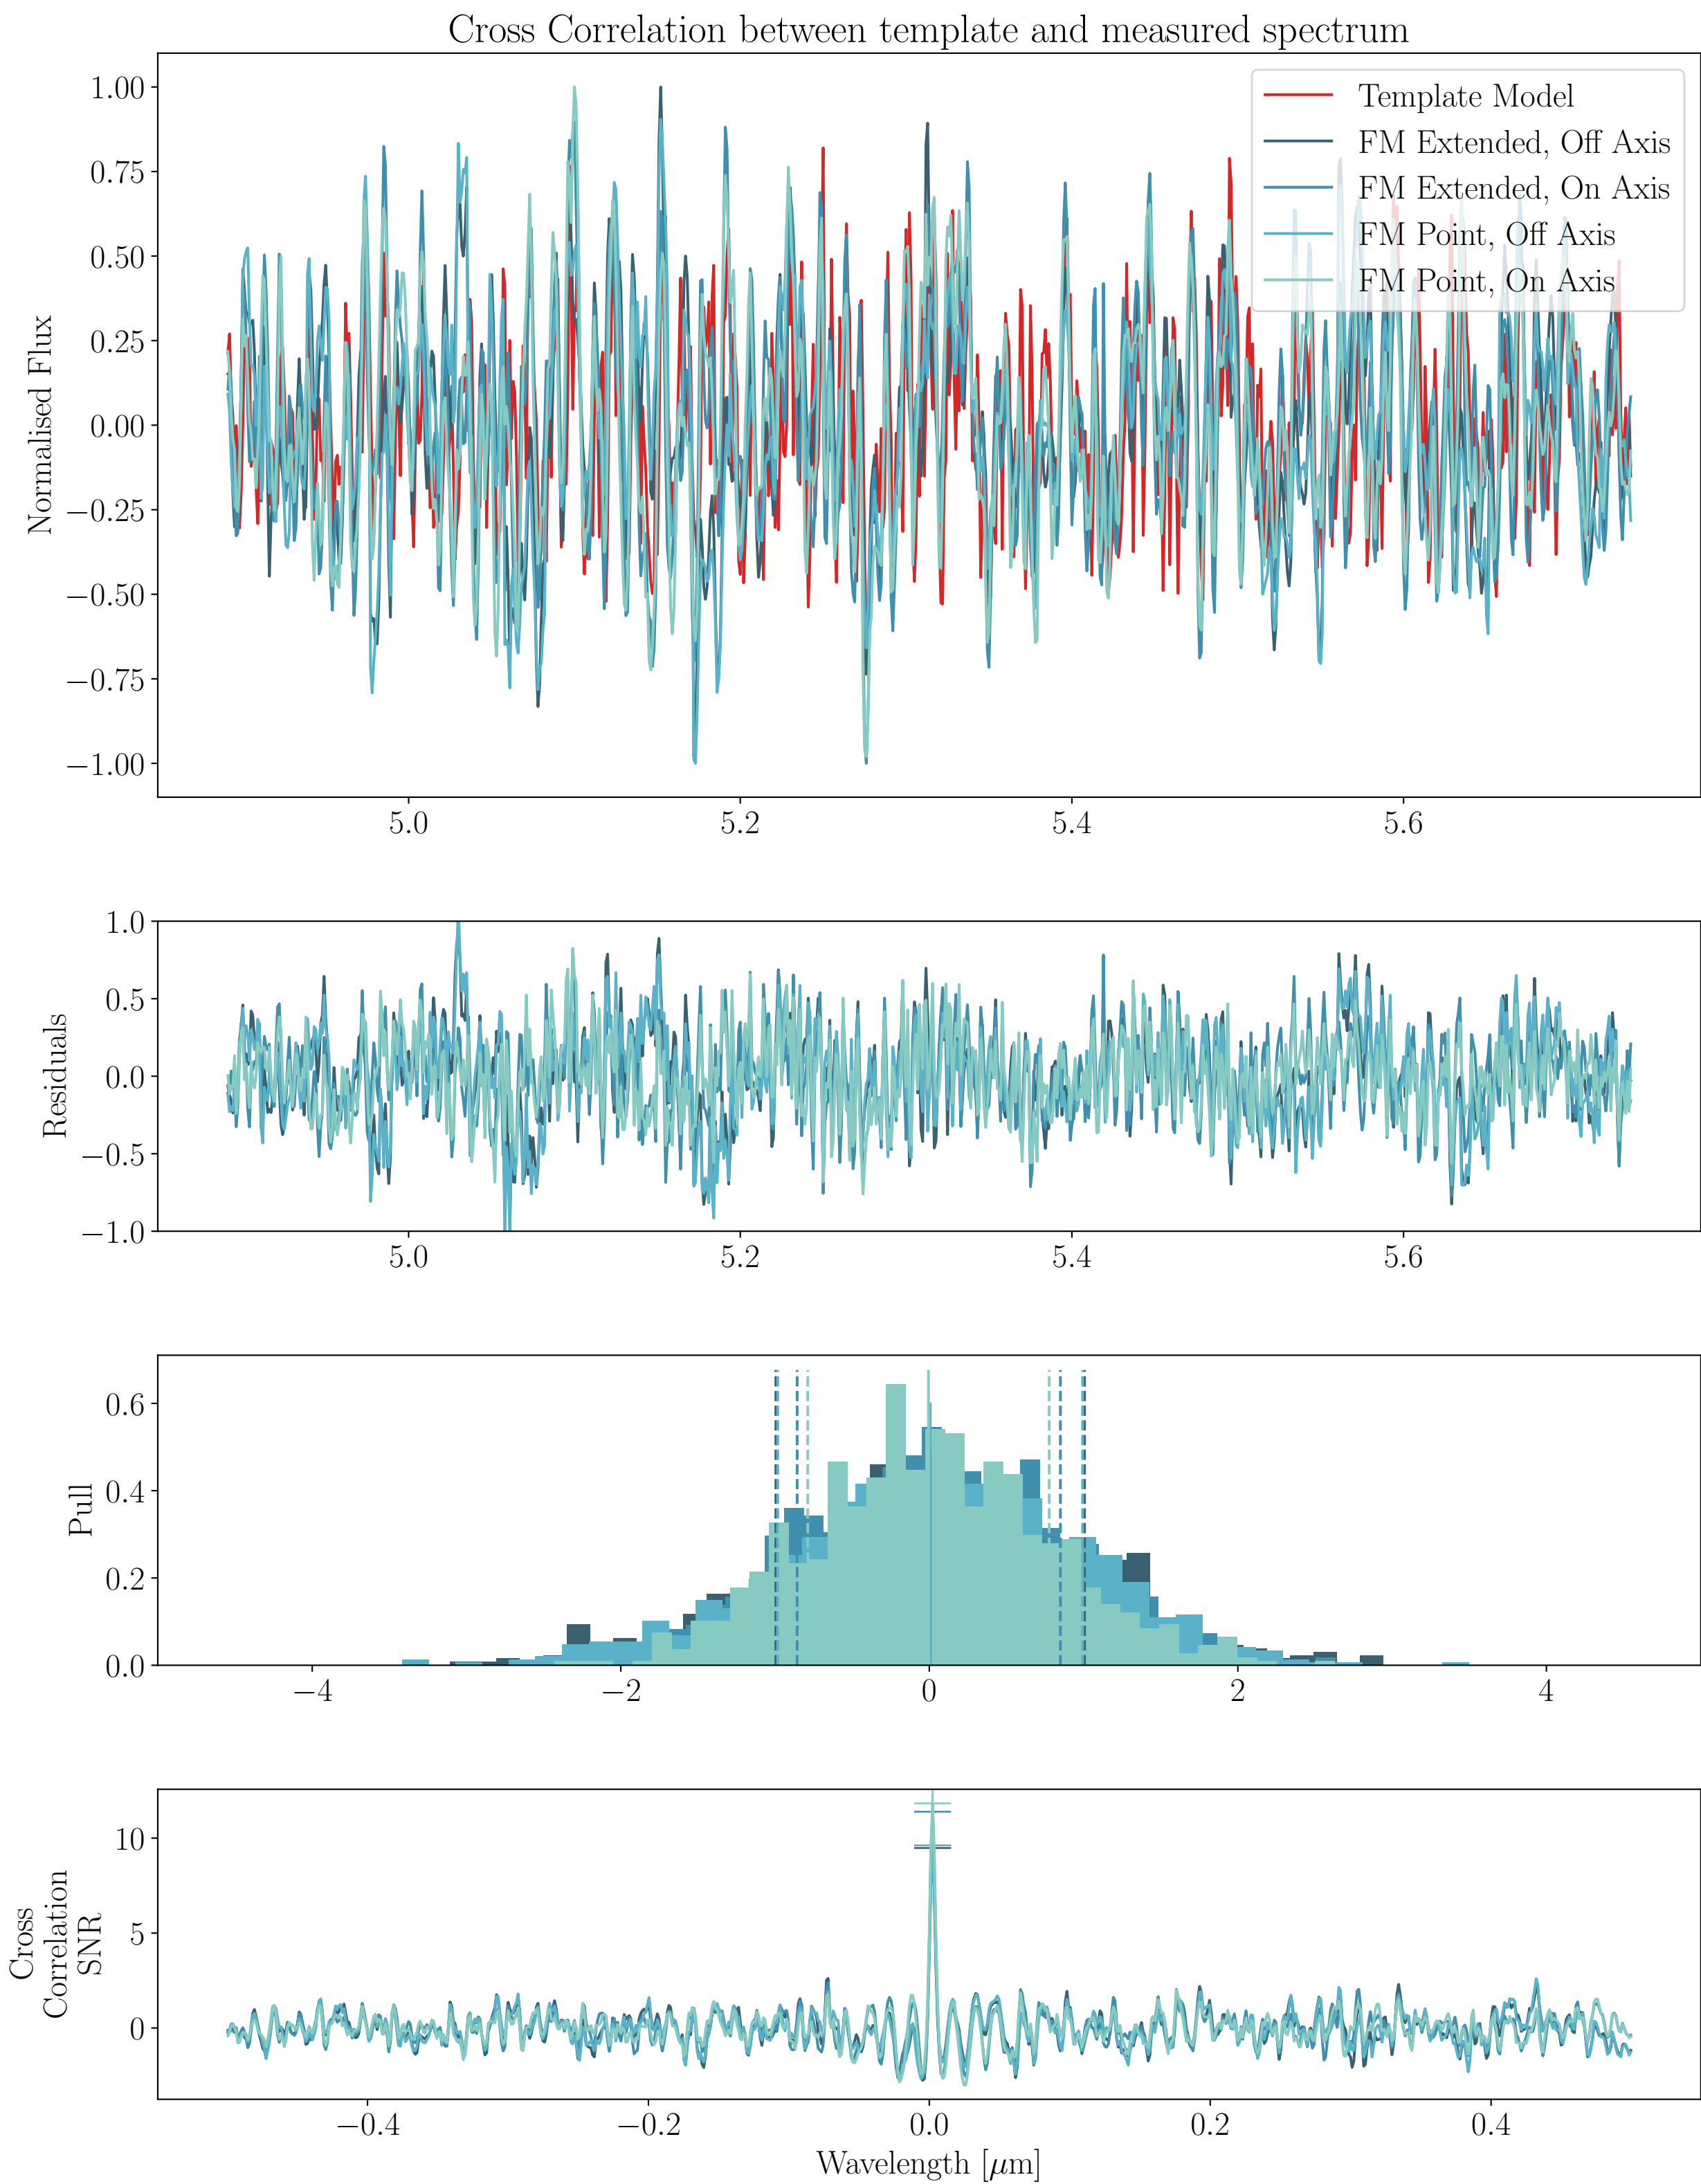 Cross Correlation between template and measured spectrum
Normalised Flux
1.00
0.75
0.50
0.25
0.00
−0.25
−0.50
−0.75
−1.00
Template Model
FM Extended, Off Axis
FM Extended, On Axis
FM Point, Off Axis
FM Point, On Axis
5.0 5.2 5.4 5.6
Residuals
1.0
0.5
0.0
−0.5
−1.0
5.0 5.2 5.4 5.6
Pull
0.6
0.4
0.2
0.0
−4 −2 0 2 4
Cross
Correlation
SNR
10
5
0
−0.4 −0.2 0.0 0.2 0.4
Wavelength [μm]